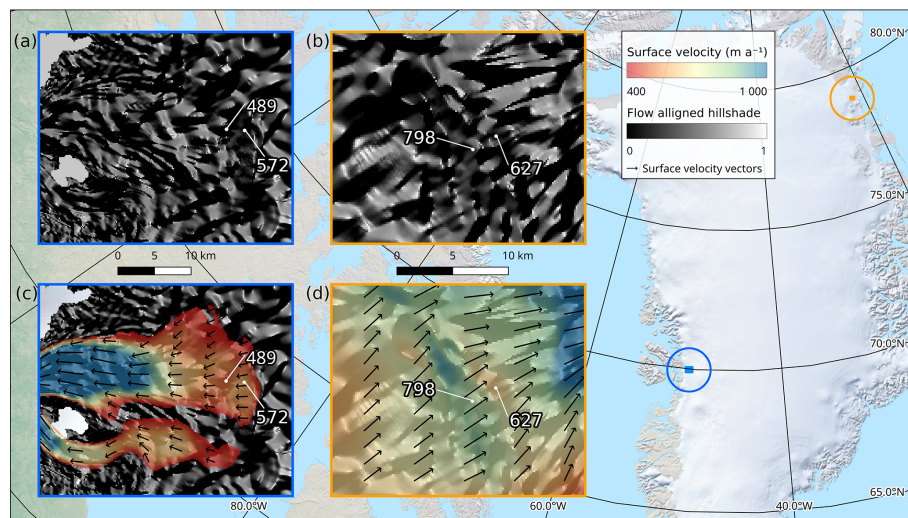 (a)
489
572
(b)
798
627
Surface velocity (m a⁻¹)
400
1 000
Flow aligned hillshade
0
1
→ Surface velocity vectors
80.0°N
75.0°N
0 5 10 km
0 5 10 km
(c)
489
572
(d)
798
627
70.0°N
80.0°W
60.0°W
40.0°W
65.0°N